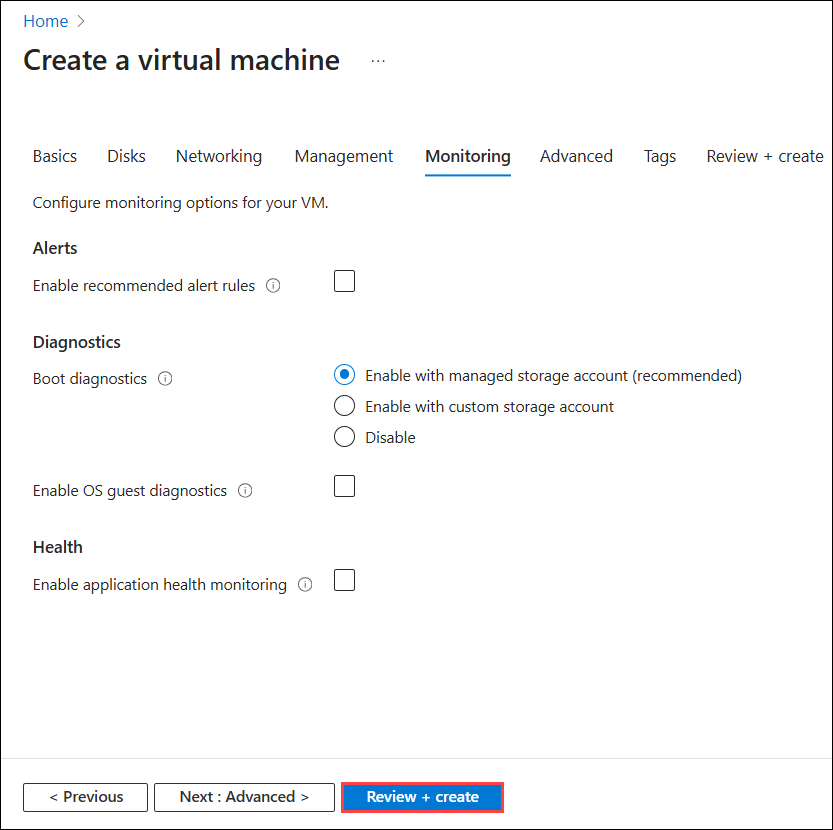 Home >
Create a virtual machine ...
Basics Disks Networking Management Monitoring Advanced Tags Review + create
Configure monitoring options for your VM.
Alerts
Enable recommended alert rules
Diagnostics
Boot diagnostics
Enable with managed storage account (recommended)
Enable with custom storage account
Disable
Enable OS guest diagnostics
Health
Enable application health monitoring
< Previous Next : Advanced > Review + create